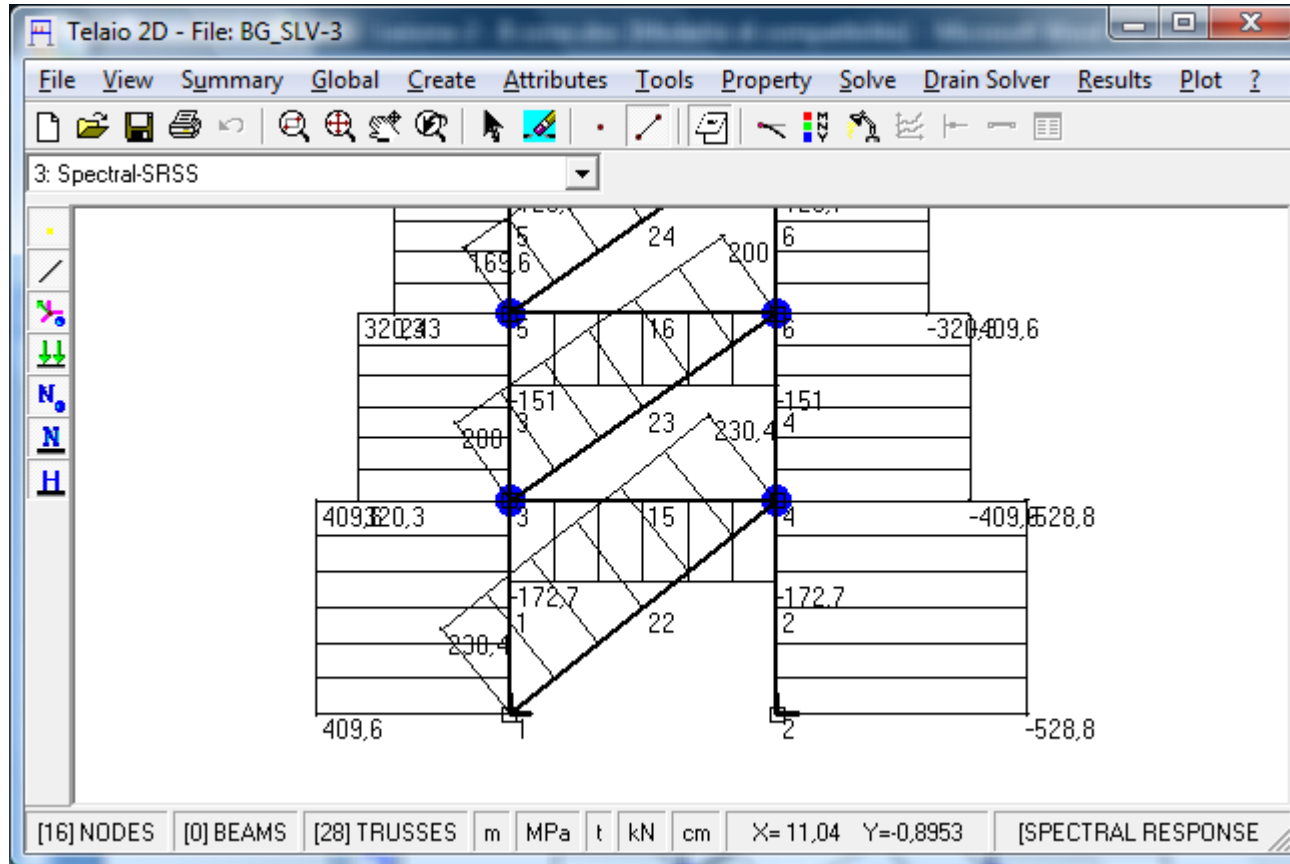 Telaio 2D - File: BG_SLV-3
File View Summary Global Create Attributes Tools Property Solve Drain Solver Results Plot ?
3: Spectral-SRSS
5 24 6
169,6 200
320,3 5 16 6 -409,6
-151 -151
3 4
200 23 230,4
409,6 320,3 3 15 4 -528,8
-172,7 -172,7
1 22 2
230,4
409,6 1 2 -528,8
[16] NODES [0] BEAMS [28] TRUSSES m MPa t kN cm X= 11,04 Y=-0,8953 [SPECTRAL RESPONSE